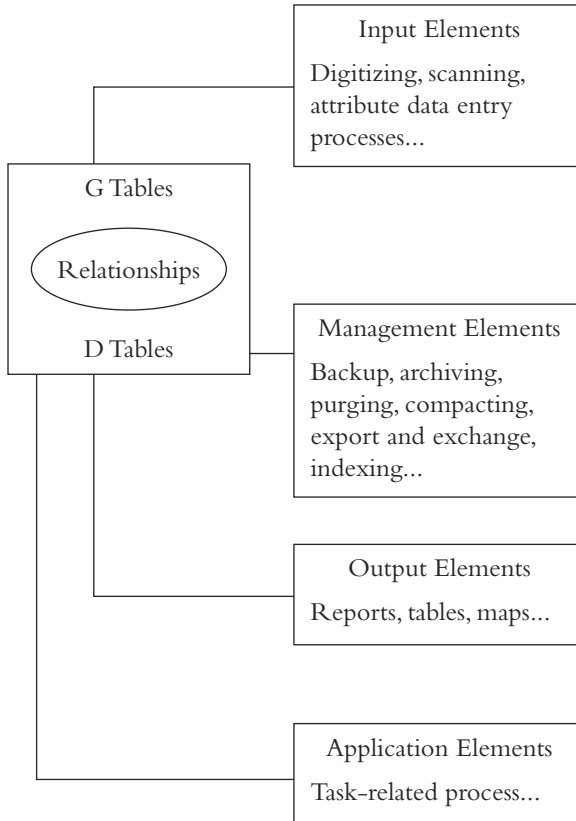 Input Elements
Digitizing, scanning,
attribute data entry
processes...
G Tables
Relationships
D Tables
Management Elements
Backup, archiving,
purging, compacting,
export and exchange,
indexing...
Output Elements
Reports, tables, maps...
Application Elements
Task-related process...